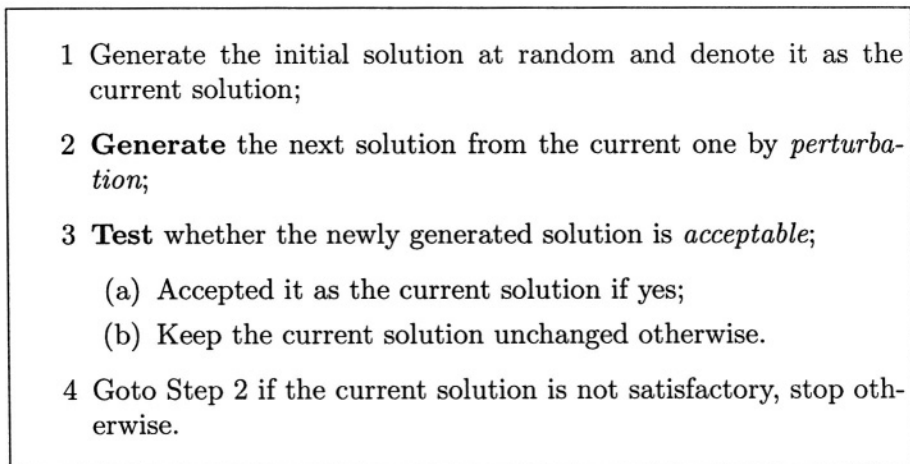 1 Generate the initial solution at random and denote it as the
current solution;
2 Generate the next solution from the current one by perturba-
tion;
3 Test whether the newly generated solution is acceptable;
(a) Accepted it as the current solution if yes;
(b) Keep the current solution unchanged otherwise.
4 Goto Step 2 if the current solution is not satisfactory, stop oth-
erwise.